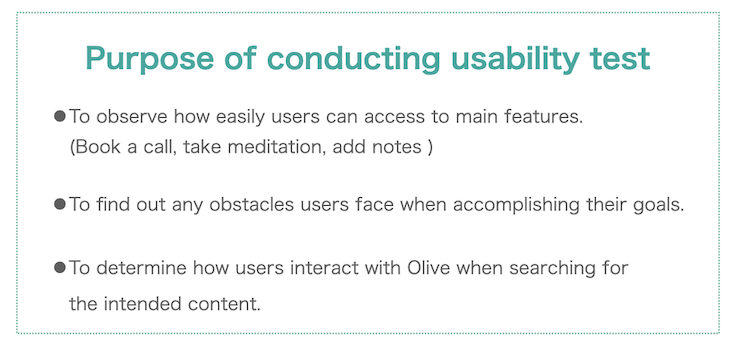 Purpose of conducting usability test
●To observe how easily users can access to main features.
(Book a call, take meditation, add notes )
●To find out any obstacles users face when accomplishing their goals.
●To determine how users interact with Olive when searching for
the intended content.